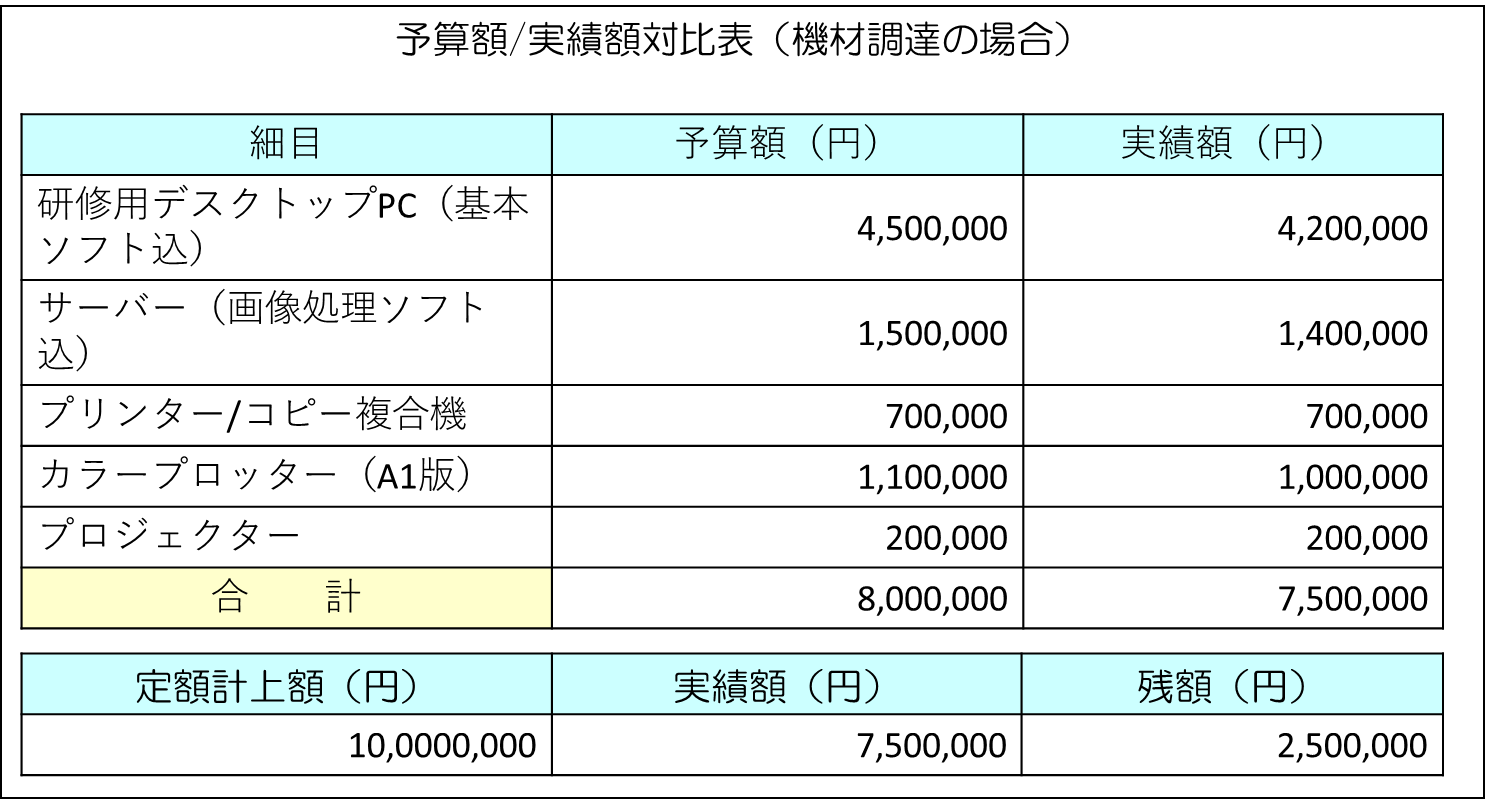 予算額/実績額対比表（機材調達の場合）
細目 予算額（円） 実績額（円）
研修用デスクトップPC（基本
ソフト込） 4,500,000 4,200,000
サーバー（画像処理ソフト
込） 1,500,000 1,400,000
プリンター/コピー複合機 700,000 700,000
カラープロッター（A1版） 1,100,000 1,000,000
プロジェクター 200,000 200,000
合　　計 8,000,000 7,500,000
定額計上額（円） 実績額（円） 残額（円）
10,0000,000 7,500,000 2,500,000